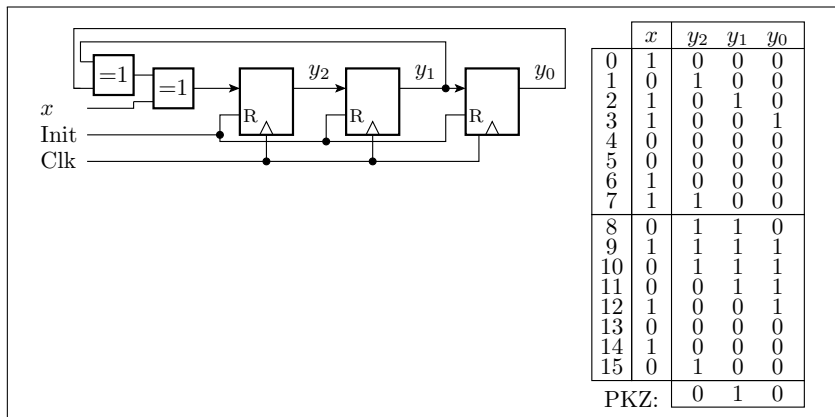 =1
=1
y2
y1
y0
x
R
R
R
Init
Clk
x y2 y1 y0
0 1 0 0 0
1 0 1 0 0
2 1 0 1 0
3 1 0 0 1
4 0 0 0 0
5 0 0 0 0
6 1 0 0 0
7 1 1 0 0
8 0 1 1 0
9 1 1 1 1
10 0 1 1 1
11 0 0 1 1
12 1 0 0 1
13 0 0 0 0
14 1 0 0 0
15 0 1 0 0
PKZ: 0 1 0